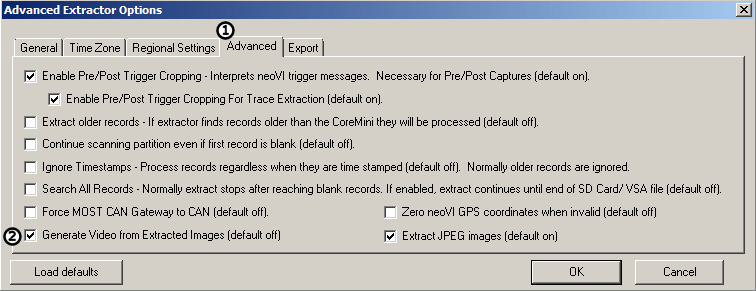 Advanced Extractor Options
1
General Time Zone Regional Settings Advanced Export
Enable Pre/Post Trigger Cropping - Interprets neoVI trigger messages. Necessary for Pre/Post Captures (default on).
Enable Pre/Post Trigger Cropping For Trace Extraction (default on).
Extract older records - If extractor finds records older than the CoreMini they will be processed (default off).
Continue scanning partition even if first record is blank (default off).
Ignore Timestamps - Process records regardless when they are time stamped (default off). Normally older records are ignored.
Search All Records - Normally extract stops after reaching blank records. If enabled, extract continues until end of SD Card/ VSA file (default off).
Force MOST CAN Gateway to CAN (default off). Zero neoVI GPS coordinates when invalid (default off)
2 Generate Video from Extracted Images (default off) Extract JPEG images (default on)
Load defaults OK Cancel